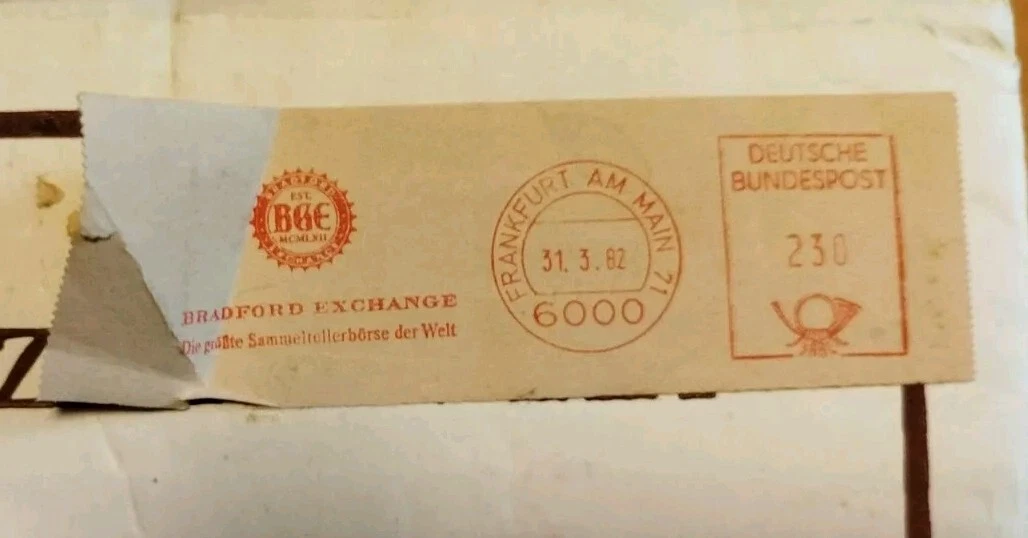 EST.
BGE
MCMLXII
BRADFORD EXCHANGE
Die größte Sammeltellerbörse der Welt
FRANKFURT AM MAIN 71
31. 3. 82
6000
DEUTSCHE
BUNDESPOST
230